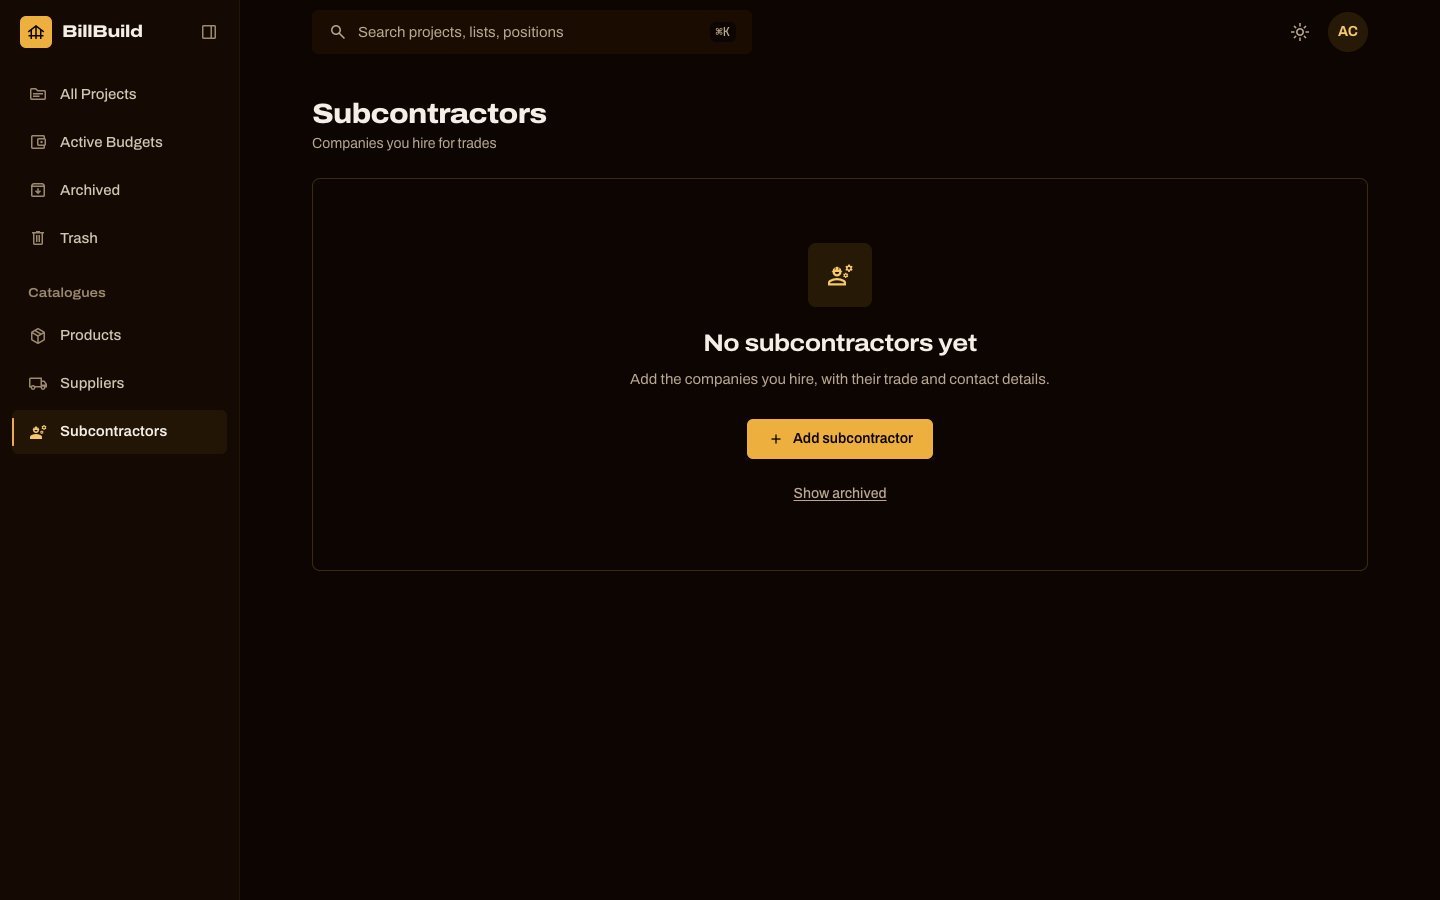 BillBuild
Search projects, lists, positions
⌘K
AC
All Projects
Active Budgets
Archived
Trash
Catalogues
Products
Suppliers
Subcontractors
Subcontractors
Companies you hire for trades
No subcontractors yet
Add the companies you hire, with their trade and contact details.
Add subcontractor
Show archived